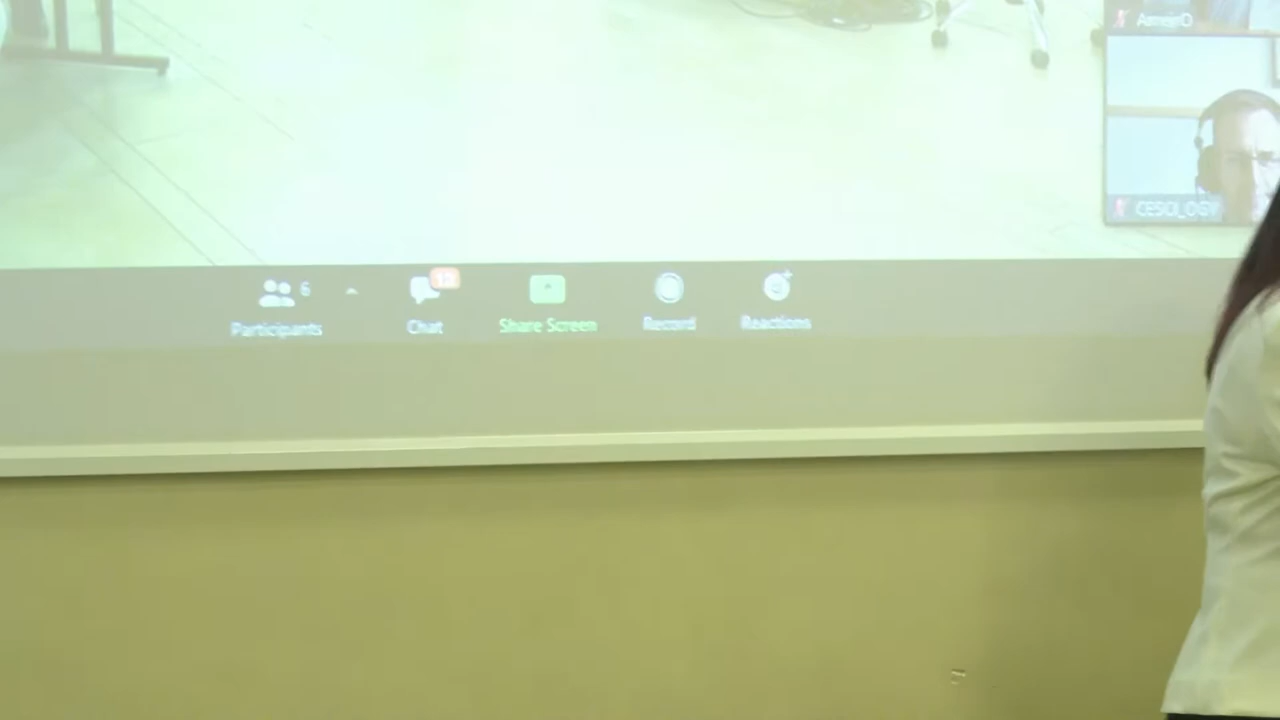 6
Participants
Chat
Share Screen
Record
Reactions